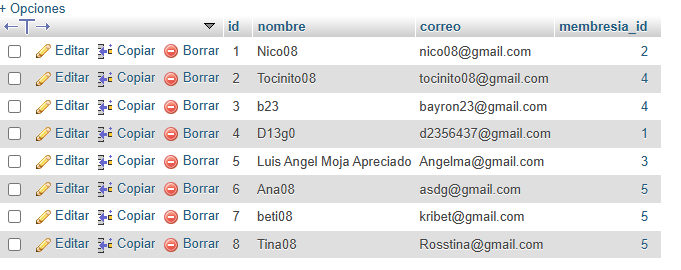 + Opciones
id nombre correo membresia_id
Editar Copiar Borrar 1 Nico08 nico08@gmail.com 2
Editar Copiar Borrar 2 Tocinito08 tocinito08@gmail.com 4
Editar Copiar Borrar 3 b23 bayron23@gmail.com 4
Editar Copiar Borrar 4 D13g0 d2356437@gmail.com 1
Editar Copiar Borrar 5 Luis Angel Moja Apreciado Angelma@gmail.com 3
Editar Copiar Borrar 6 Ana08 asdg@gmail.com 5
Editar Copiar Borrar 7 beti08 kribet@gmail.com 5
Editar Copiar Borrar 8 Tina08 Rosstina@gmail.com 5